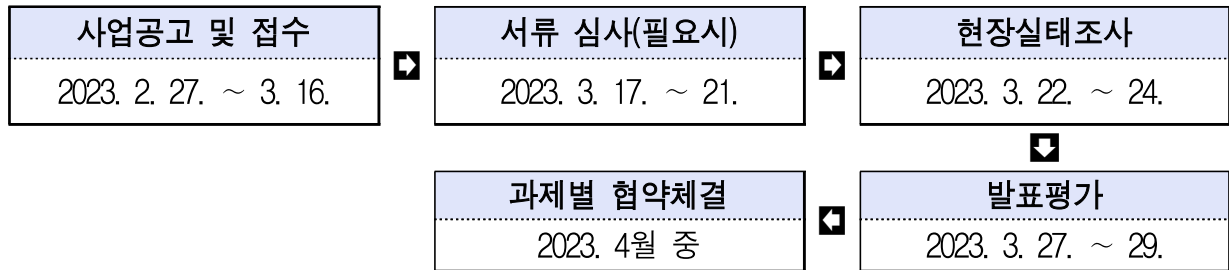 사업공고 및 접수
2023. 2. 27. ~ 3. 16.
서류 심사(필요시)
2023. 3. 17. ~ 21.
현장실태조사
2023. 3. 22. ~ 24.
발표평가
2023. 3. 27. ~ 29.
과제별 협약체결
2023. 4월 중